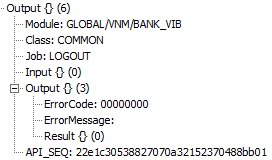 Output {} (6)
Module: GLOBAL/VNM/BANK_VIB
Class: COMMON
Job: LOGOUT
Input {} (0)
Output {} (3)
ErrorCode: 00000000
ErrorMessage:
Result {} (0)
API_SEQ: 22e1c30538827070a32152370488bb01